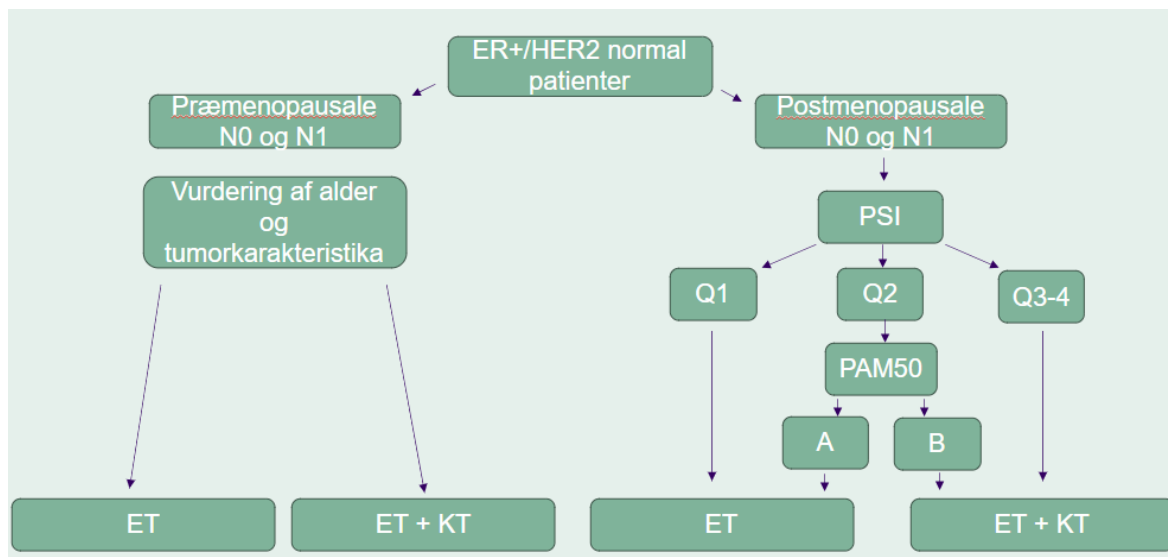 ER+/HER2 normal
patienter
Præmenopausale
N0 og N1
Postmenopausale
N0 og N1
Vurdering af alder
og
tumorkarakteristika
PSI
Q1
Q2
Q3-4
PAM50
A
B
ET
ET + KT
ET
ET + KT